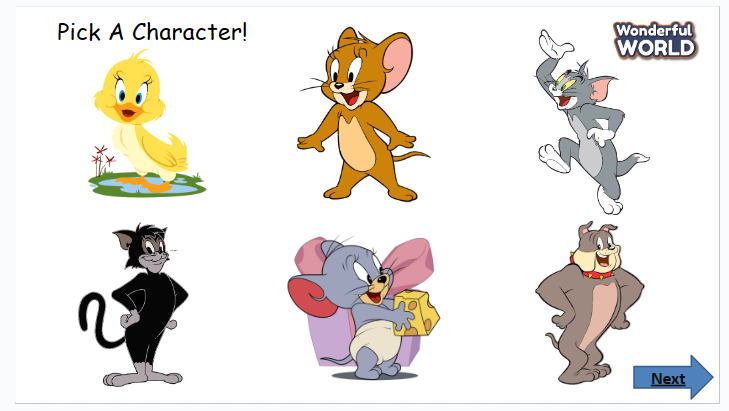 Pick A Character!
Wonderful
WORLD
Next